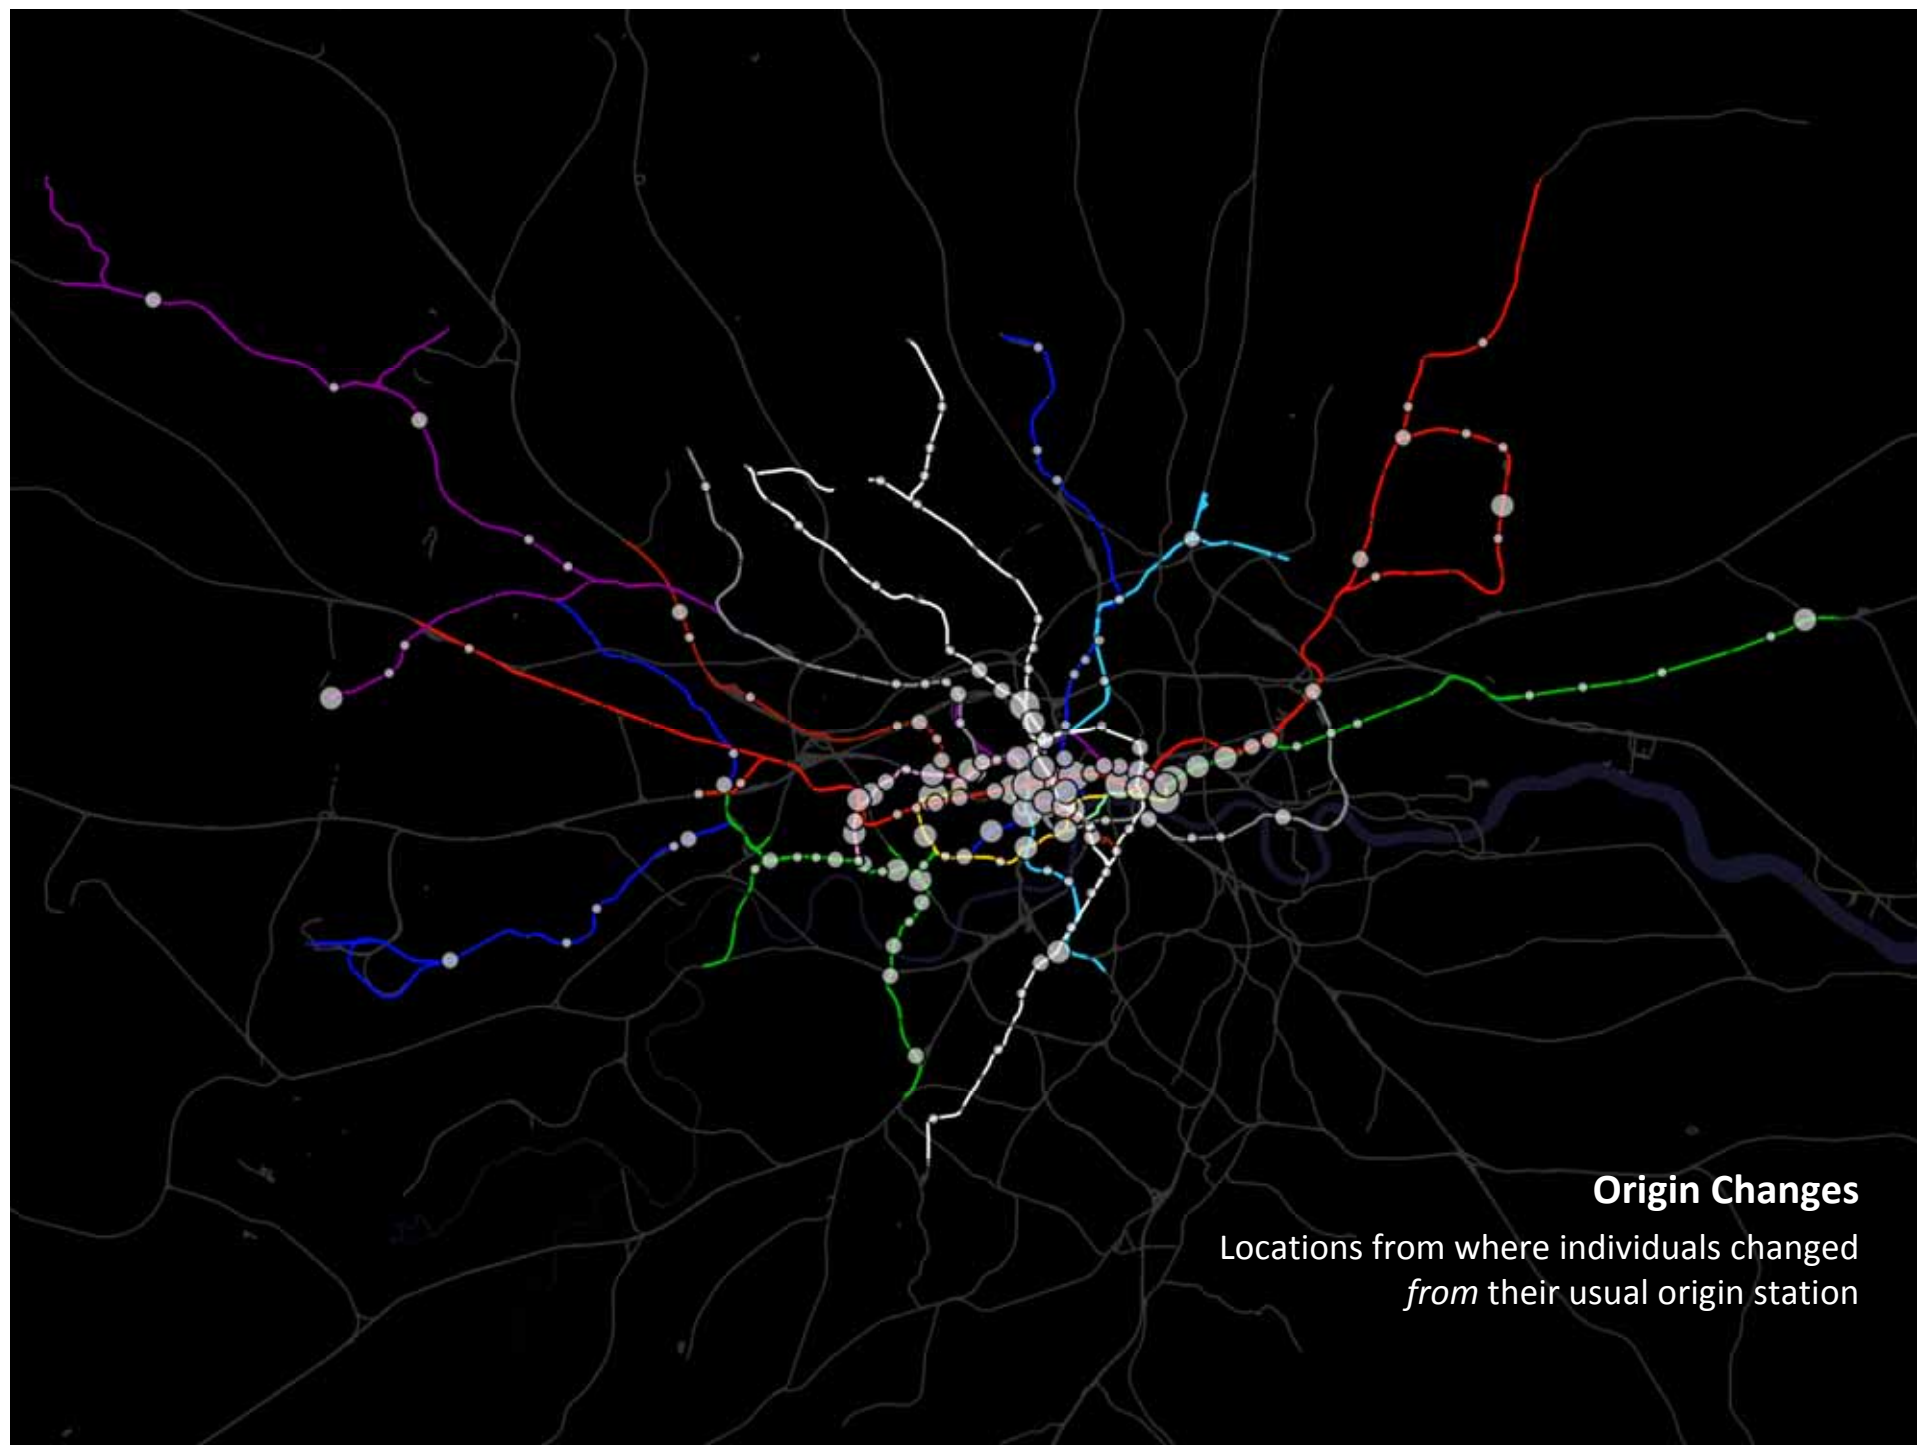 Origin Changes
Locations from where individuals changed
from their usual origin station